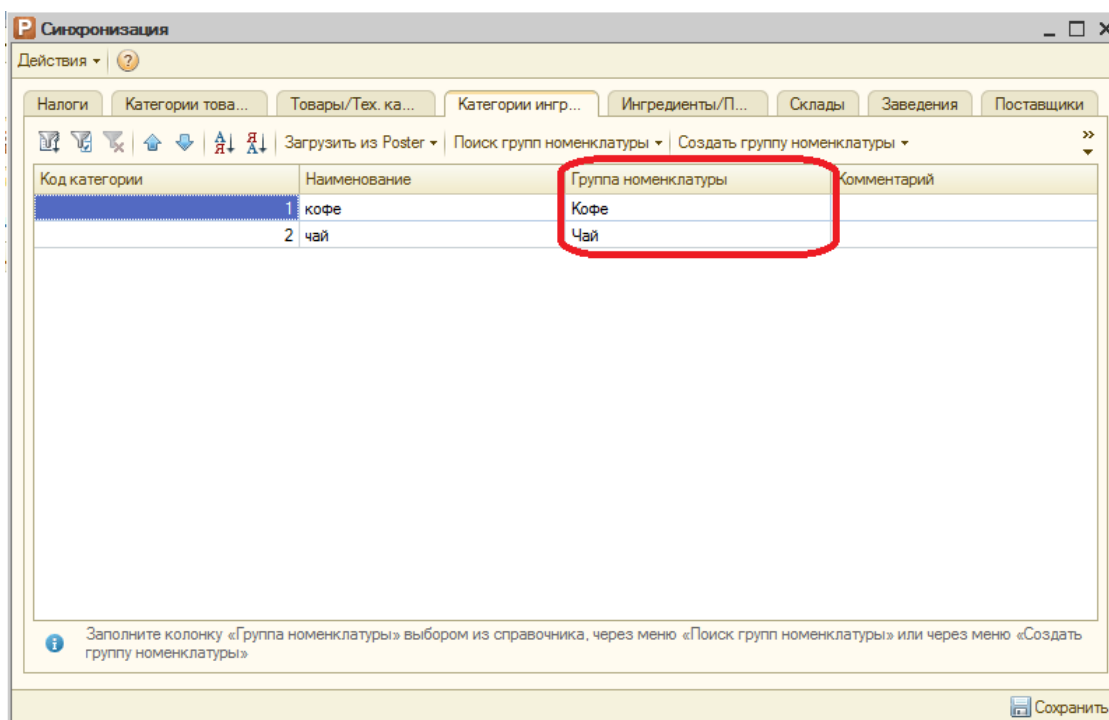 P Синхронизация
Действия ?
Налоги Категории това... Товары/Тех. ка... Категории ингр... Ингредиенты/П... Склады Заведения Поставщики
Загрузить из Poster Поиск групп номенклатуры Создать группу номенклатуры
Код категории Наименование Группа номенклатуры Комментарий
1 кофе Кофе
2 чай Чай
Заполните колонку «Группа номенклатуры» выбором из справочника, через меню «Поиск групп номенклатуры» или через меню «Создать
группу номенклатуры»
Сохранить